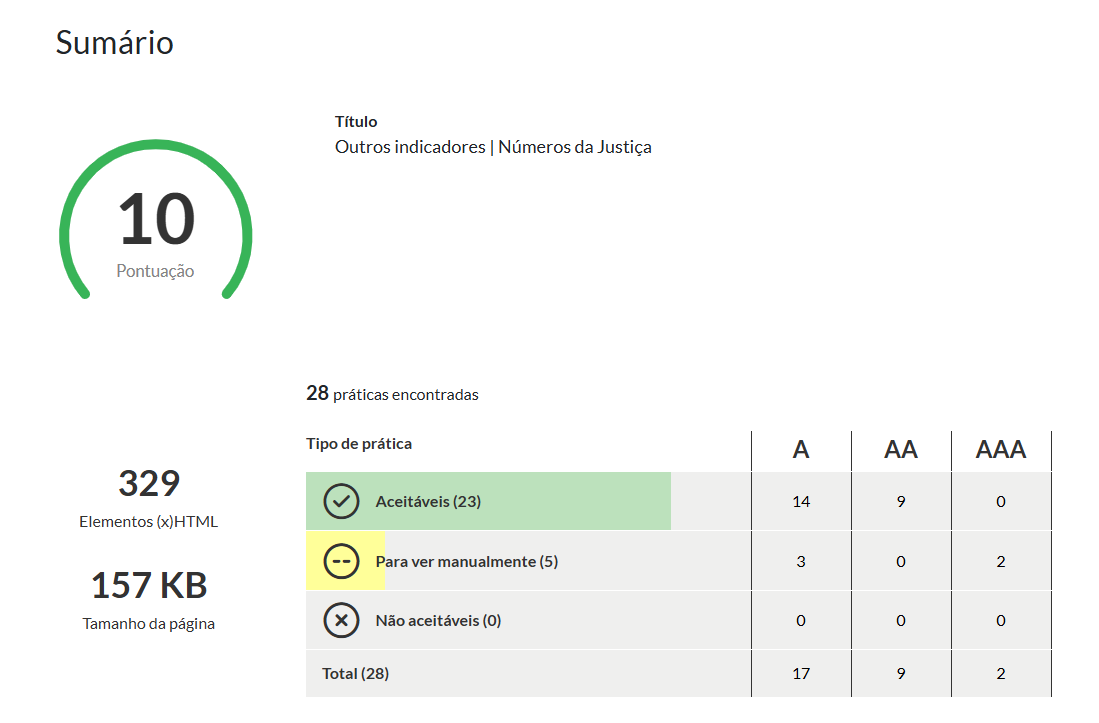 Sumário
10
Pontuação
Título
Outros indicadores | Números da Justiça
329
Elementos (x)HTML
157 KB
Tamanho da página
28 práticas encontradas
Tipo de prática A AA AAA
Aceitáveis (23) 14 9 0
Para ver manualmente (5) 3 0 2
Não aceitáveis (0) 0 0 0
Total (28) 17 9 2